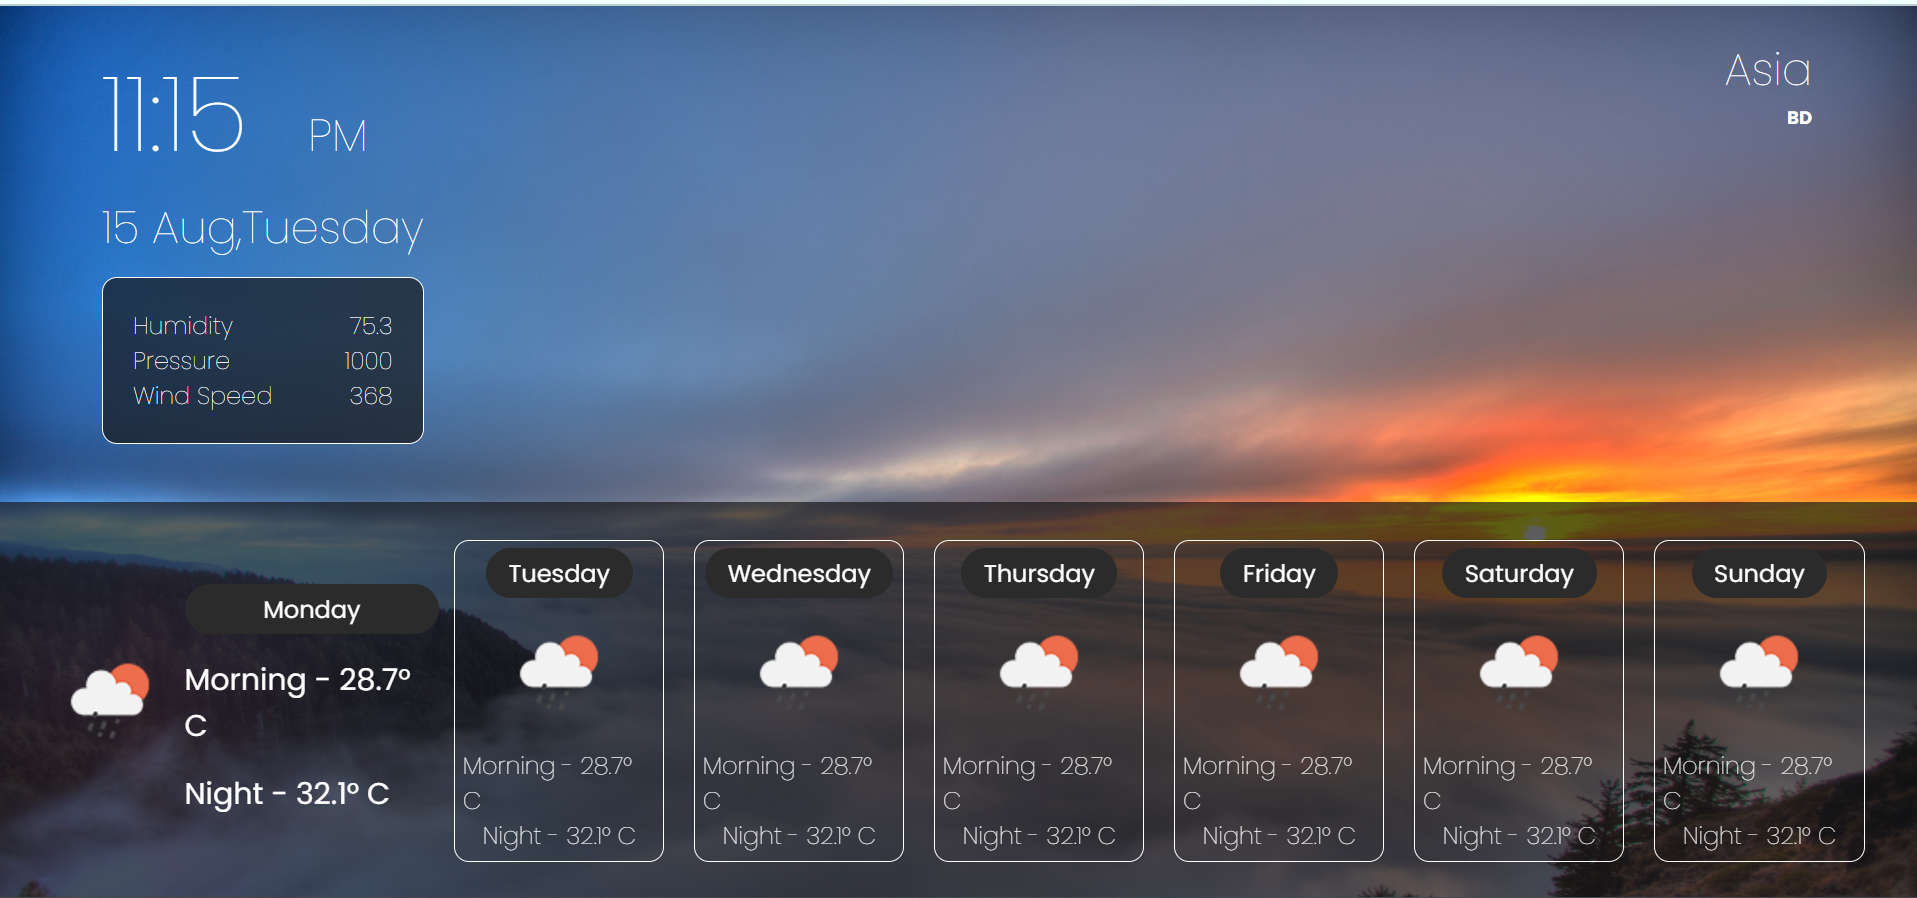 11:15 PM
Asia
BD
15 Aug,Tuesday
Humidity 75.3
Pressure 1000
Wind Speed 368
Monday
Morning - 28.7°
C
Night - 32.1° C
Tuesday
Morning - 28.7°
C
Night - 32.1° C
Wednesday
Morning - 28.7°
C
Night - 32.1° C
Thursday
Morning - 28.7°
C
Night - 32.1° C
Friday
Morning - 28.7°
C
Night - 32.1° C
Saturday
Morning - 28.7°
C
Night - 32.1° C
Sunday
Morning - 28.7°
C
Night - 32.1° C